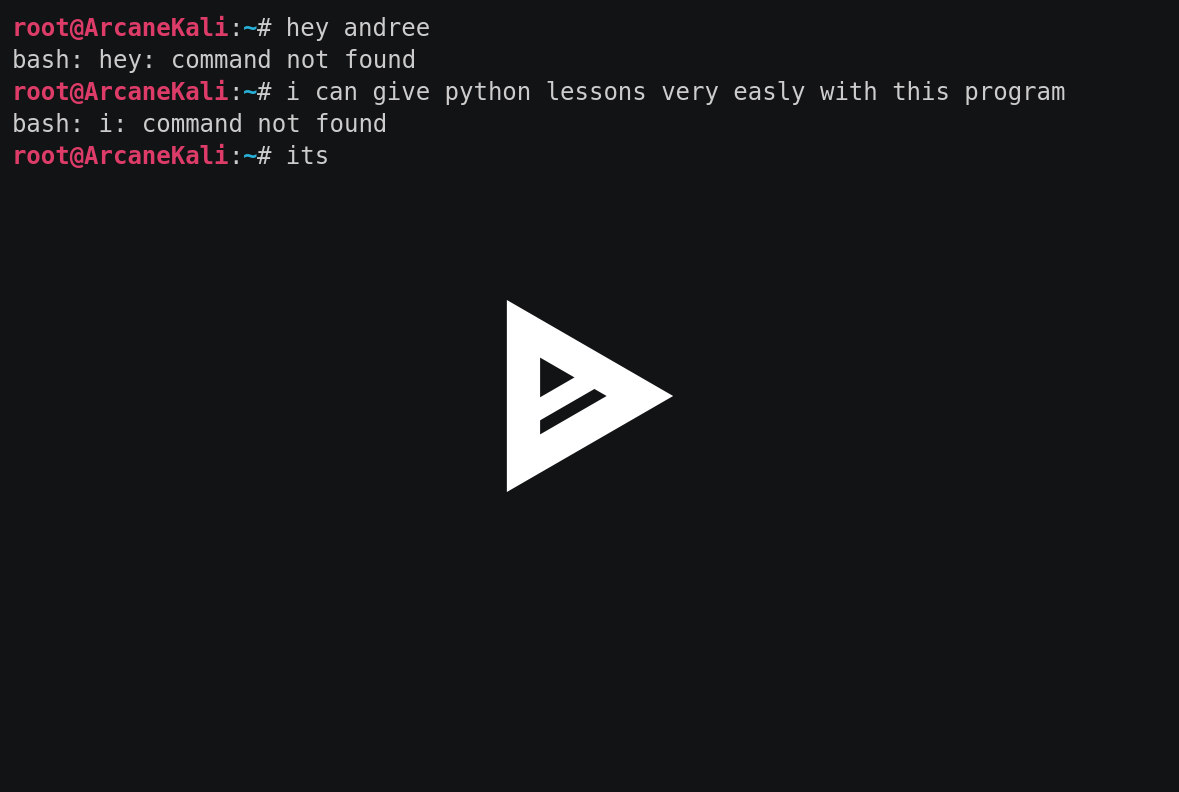 root@ArcaneKali:~# hey andree
bash: hey: command not found
root@ArcaneKali:~# i can give python lessons very easly with this program
bash: i: command not found
root@ArcaneKali:~# its